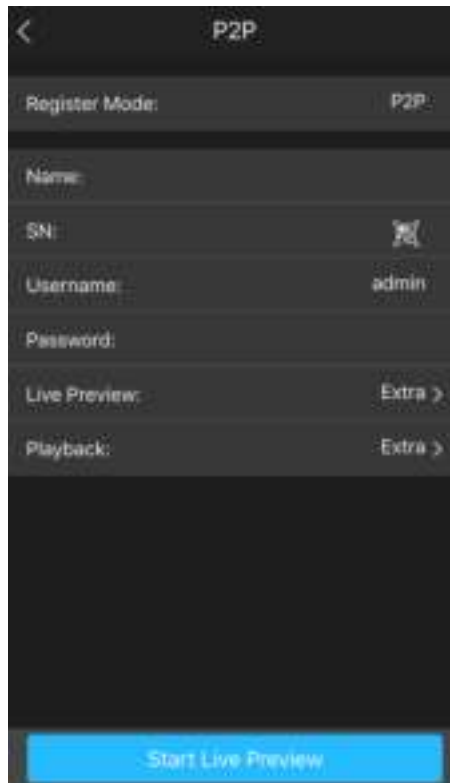 P2P
Register Mode: P2P
Name:
SN:
Username: admin
Password:
Live Preview: Extra >
Playback: Extra >
Start Live Preview